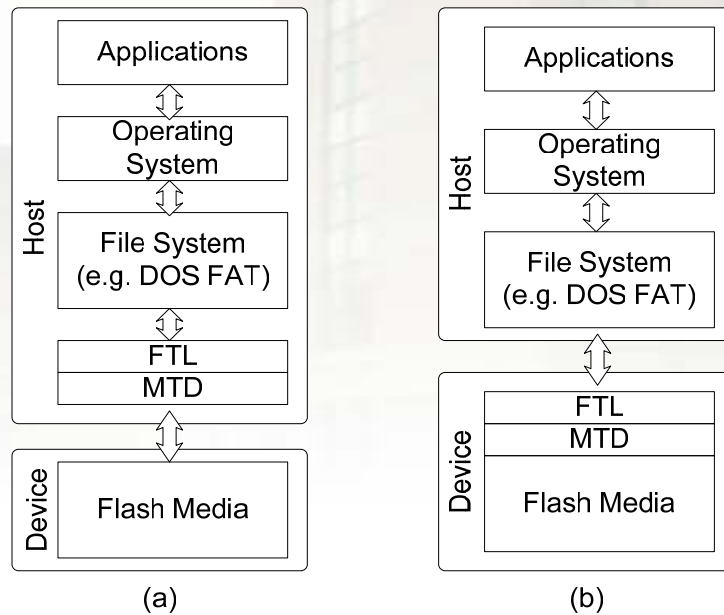 Applications
Operating
System
Host
File System
(e.g. DOS FAT)
FTL
MTD
Device
Flash Media
(a)
Applications
Operating
System
Host
File System
(e.g. DOS FAT)
FTL
MTD
Device
Flash Media
(b)